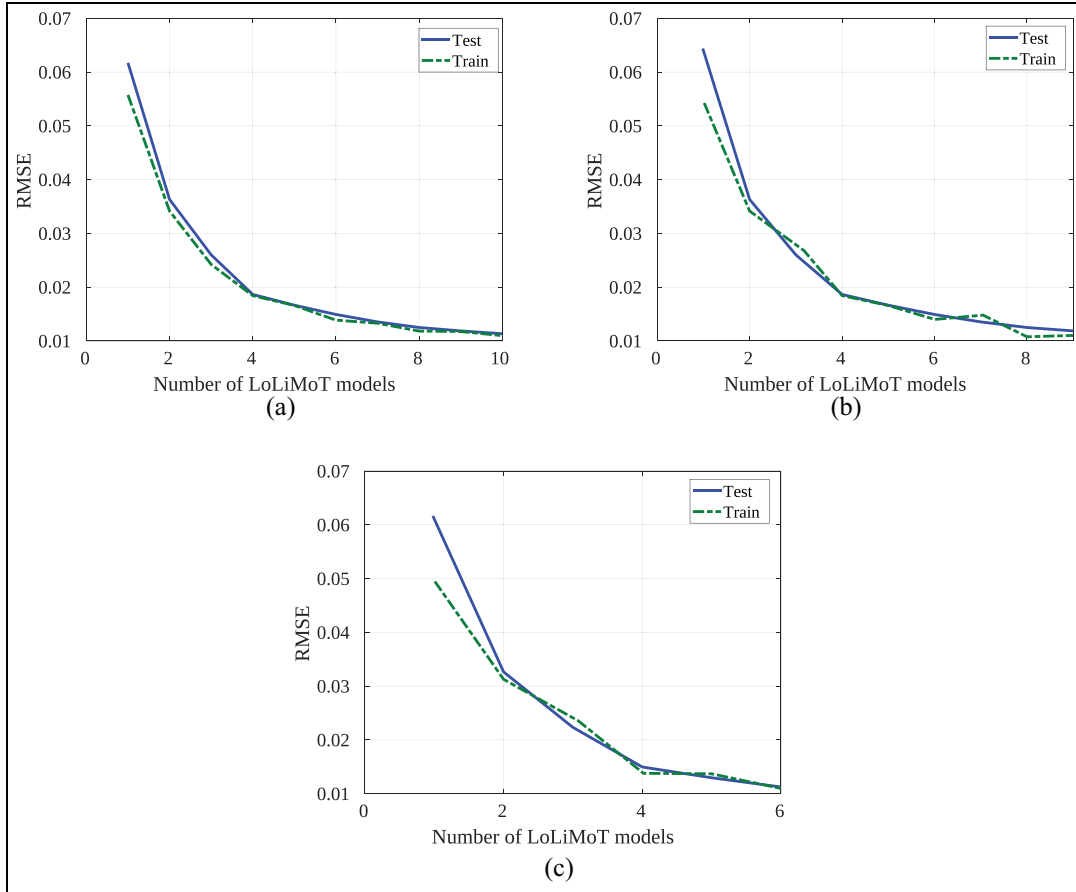 0.07
0.06
0.05
0.04
0.03
0.02
0.01
RMSE
Test
Train
0 2 4 6 8 10
Number of LoLiMoT models
(a)
0.07
0.06
0.05
0.04
0.03
0.02
0.01
RMSE
Test
Train
0 2 4 6 8
Number of LoLiMoT models
(b)
0.07
0.06
0.05
0.04
0.03
0.02
0.01
RMSE
Test
Train
0 2 4 6
Number of LoLiMoT models
(c)